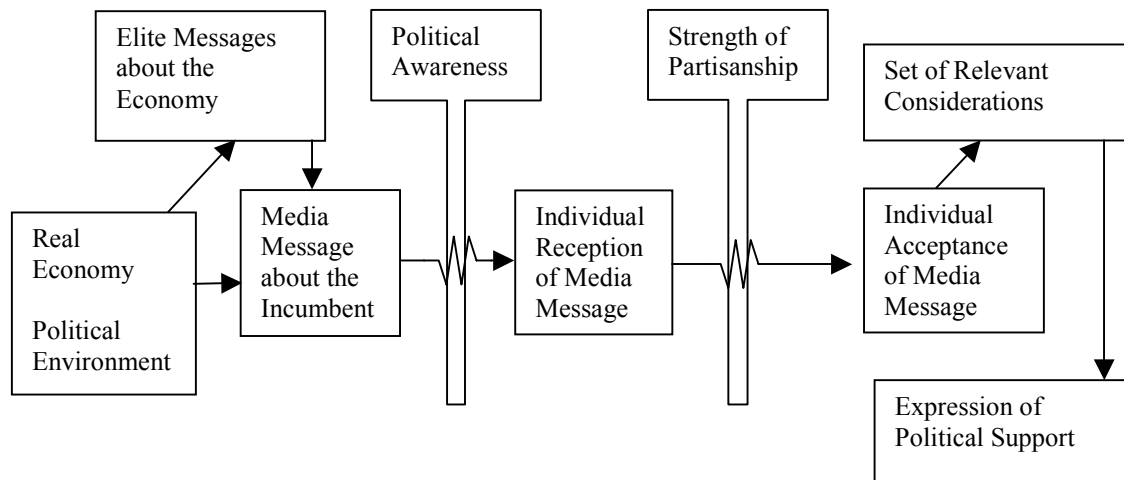 Elite Messages
about the
Economy
Political
Awareness
Strength of
Partisanship
Set of Relevant
Considerations
Real
Economy
Political
Environment
Media
Message
about the
Incumbent
Individual
Reception
of Media
Message
Individual
Acceptance
of Media
Message
Expression of
Political Support